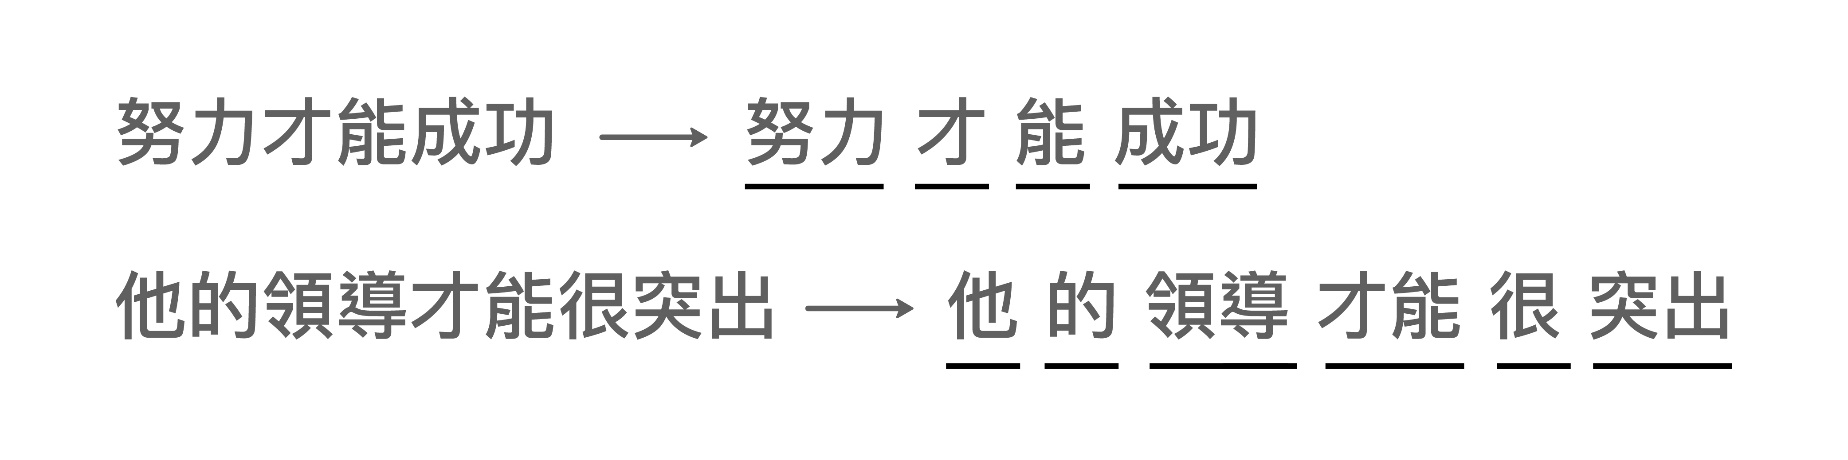 努力才能成功 → 努力 才 能 成功
他的領導才能很突出 → 他 的 領導 才能 很 突出